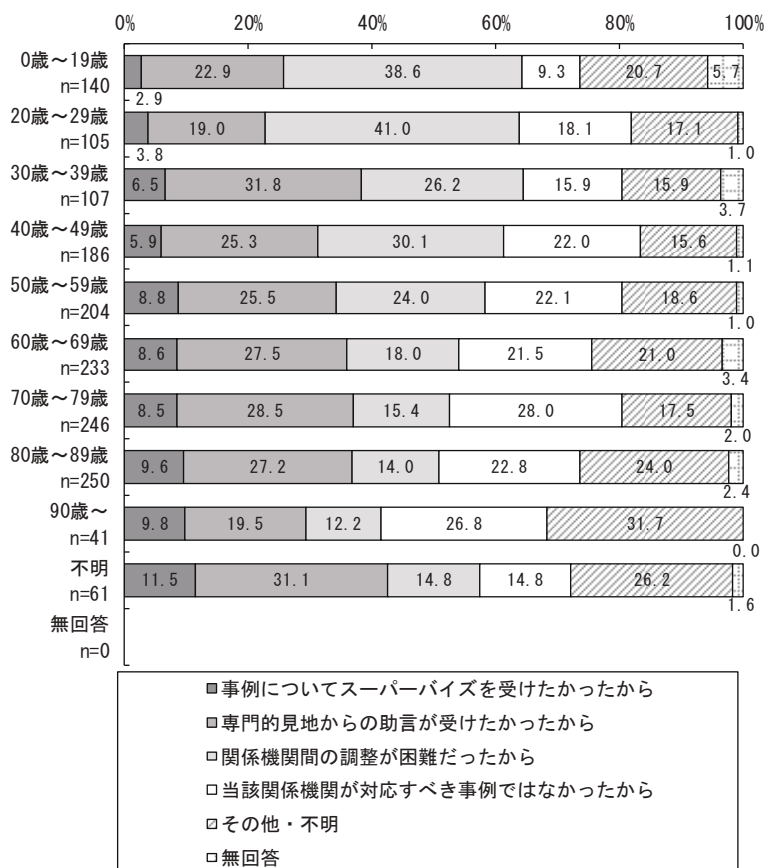 0% 20% 40% 60% 80% 100%
0歳～19歳
n=140
22.9 38.6 9.3 20.7 5.7
2.9
20歳～29歳
n=105
19.0 41.0 18.1 17.1
3.8 1.0
30歳～39歳
n=107
6.5 31.8 26.2 15.9 15.9
3.7
40歳～49歳
n=186
5.9 25.3 30.1 22.0 15.6
1.1
50歳～59歳
n=204
8.8 25.5 24.0 22.1 18.6
1.0
60歳～69歳
n=233
8.6 27.5 18.0 21.5 21.0
3.4
70歳～79歳
n=246
8.5 28.5 15.4 28.0 17.5
2.0
80歳～89歳
n=250
9.6 27.2 14.0 22.8 24.0
2.4
90歳～
n=41
9.8 19.5 12.2 26.8 31.7
0.0
不明
n=61
11.5 31.1 14.8 14.8 26.2
1.6
無回答
n=0
事例についてスーパーバイズを受けたかったから
専門的見地からの助言が受けたかったから
関係機関間の調整が困難だったから
当該関係機関が対応すべき事例ではなかったから
その他・不明
無回答